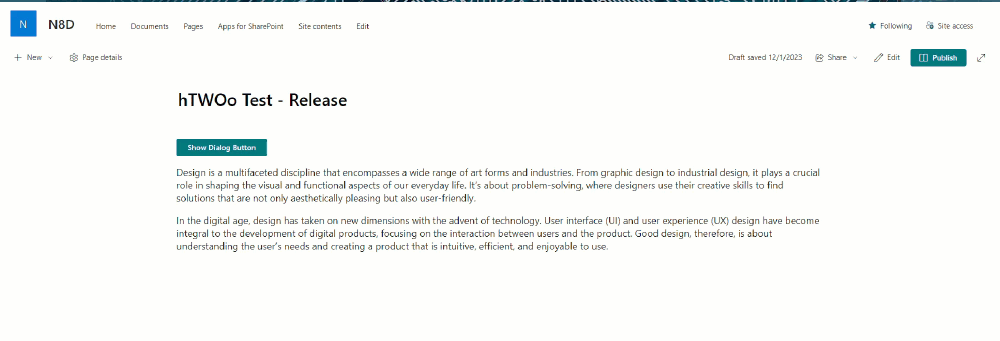 N N8D Home Documents Pages Apps for SharePoint Site contents Edit Following Site access
New Page details Draft saved 12/1/2023 Share Edit Publish
hTWOo Test - Release
Show Dialog Button
Design is a multifaceted discipline that encompasses a wide range of art forms and industries. From graphic design to industrial design, it plays a crucial
role in shaping the visual and functional aspects of our everyday life. It's about problem-solving, where designers use their creative skills to find
solutions that are not only aesthetically pleasing but also user-friendly.
In the digital age, design has taken on new dimensions with the advent of technology. User interface (UI) and user experience (UX) design have become
integral to the development of digital products, focusing on the interaction between users and the product. Good design, therefore, is about
understanding the user's needs and creating a product that is intuitive, efficient, and enjoyable to use.